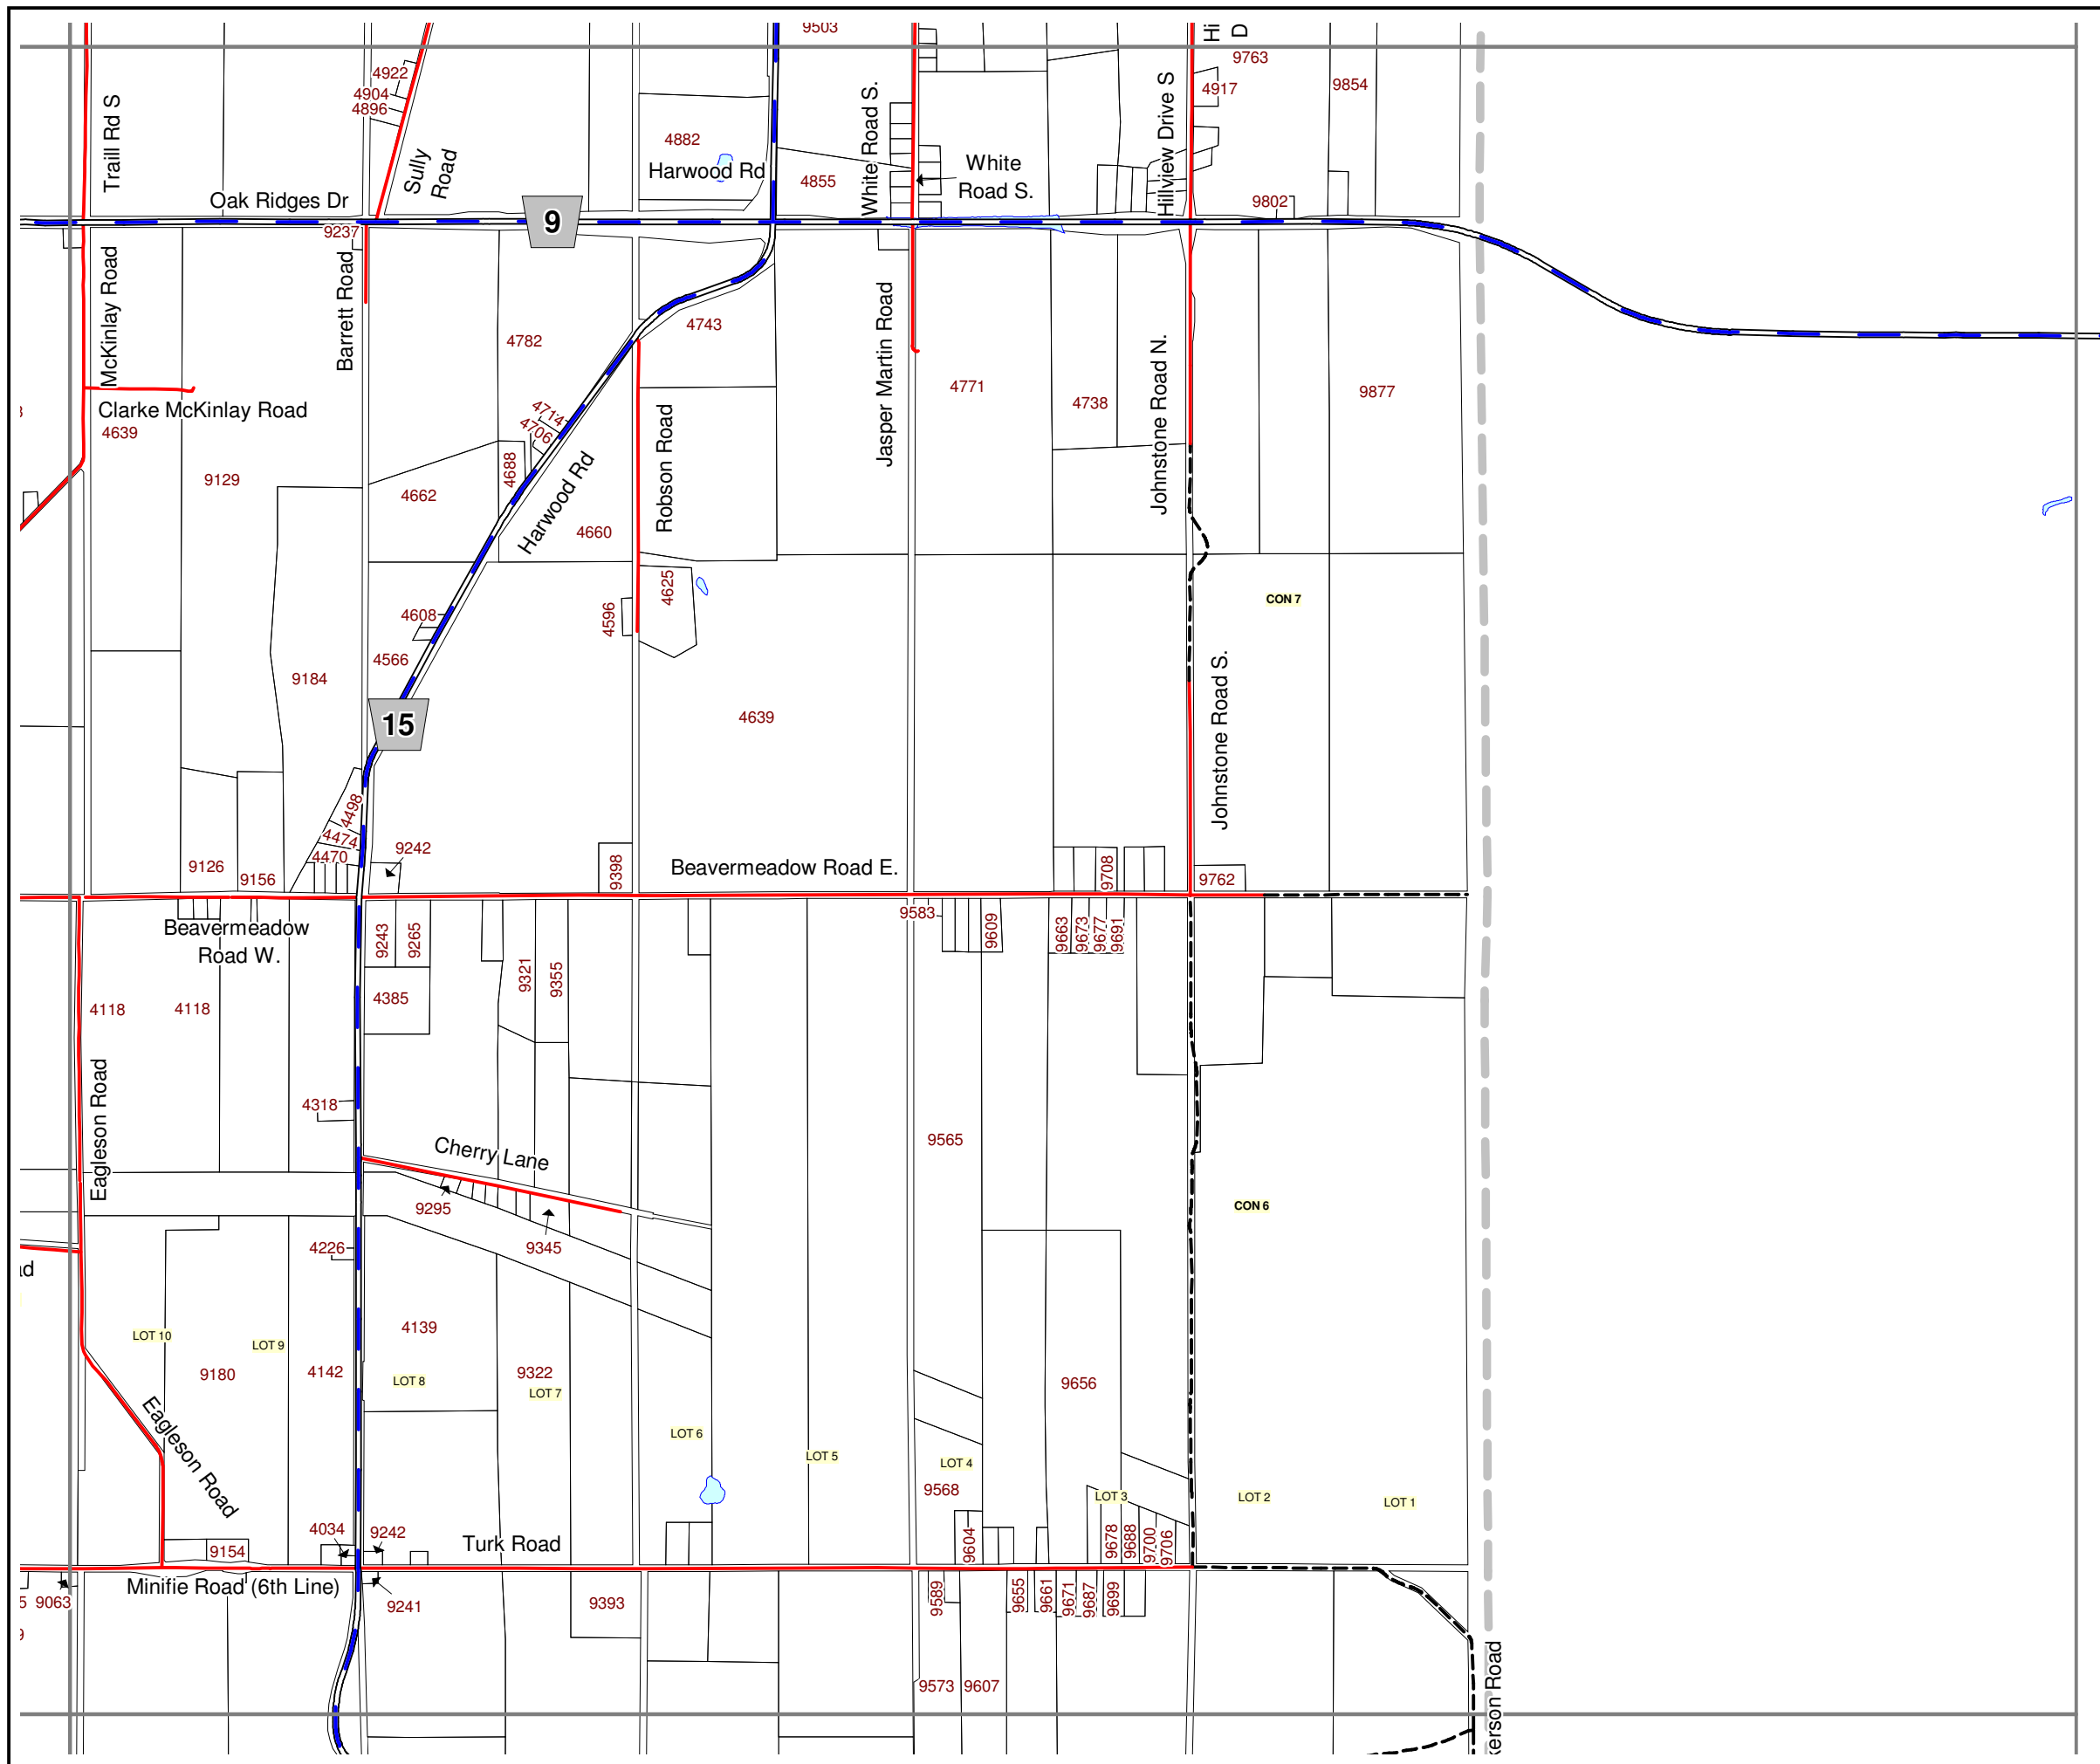 9503
Hi
D
9763
4922
4904
4896
4917
9854
Traill Rd S
Sully
Road
4882
Harwood Rd
4855
White Road S.
White
Road S.
Hillview Drive S
Oak Ridges Dr
9802
9
9237
McKinlay Road
Barrett Road
4782
4743
Jasper Martin Road
4771
4738
Johnstone Road N.
9877
Clarke McKinlay Road
4639
4714
4706
9129
4688
4662
Harwood Rd
4660
Robson Road
4608
4596
4625
CON 7
4566
9184
15
4639
Johnstone Road S.
4498
4474
4470
9242
9126
9156
9398
Beavermeadow Road E.
9708
9762
Beavermeadow
Road W.
9243
9265
9321
9355
9583
9609
9663
9673
9677
9691
4118
4118
4385
4318
Eagleson Road
Cherry Lane
9565
9295
9345
CON 6
4226
4139
LOT 10
LOT 9
9180
4142
LOT 8
9322
LOT 7
9656
LOT 6
LOT 5
LOT 4
9568
LOT 3
LOT 2
LOT 1
Eagleson Road
4034
9242
9154
Turk Road
9604
9678
9688
9700
9706
Minifie Road (6th Line)
9063
9241
9393
9589
9655
9661
9671
9687
9699
9573
9607
kerson Road